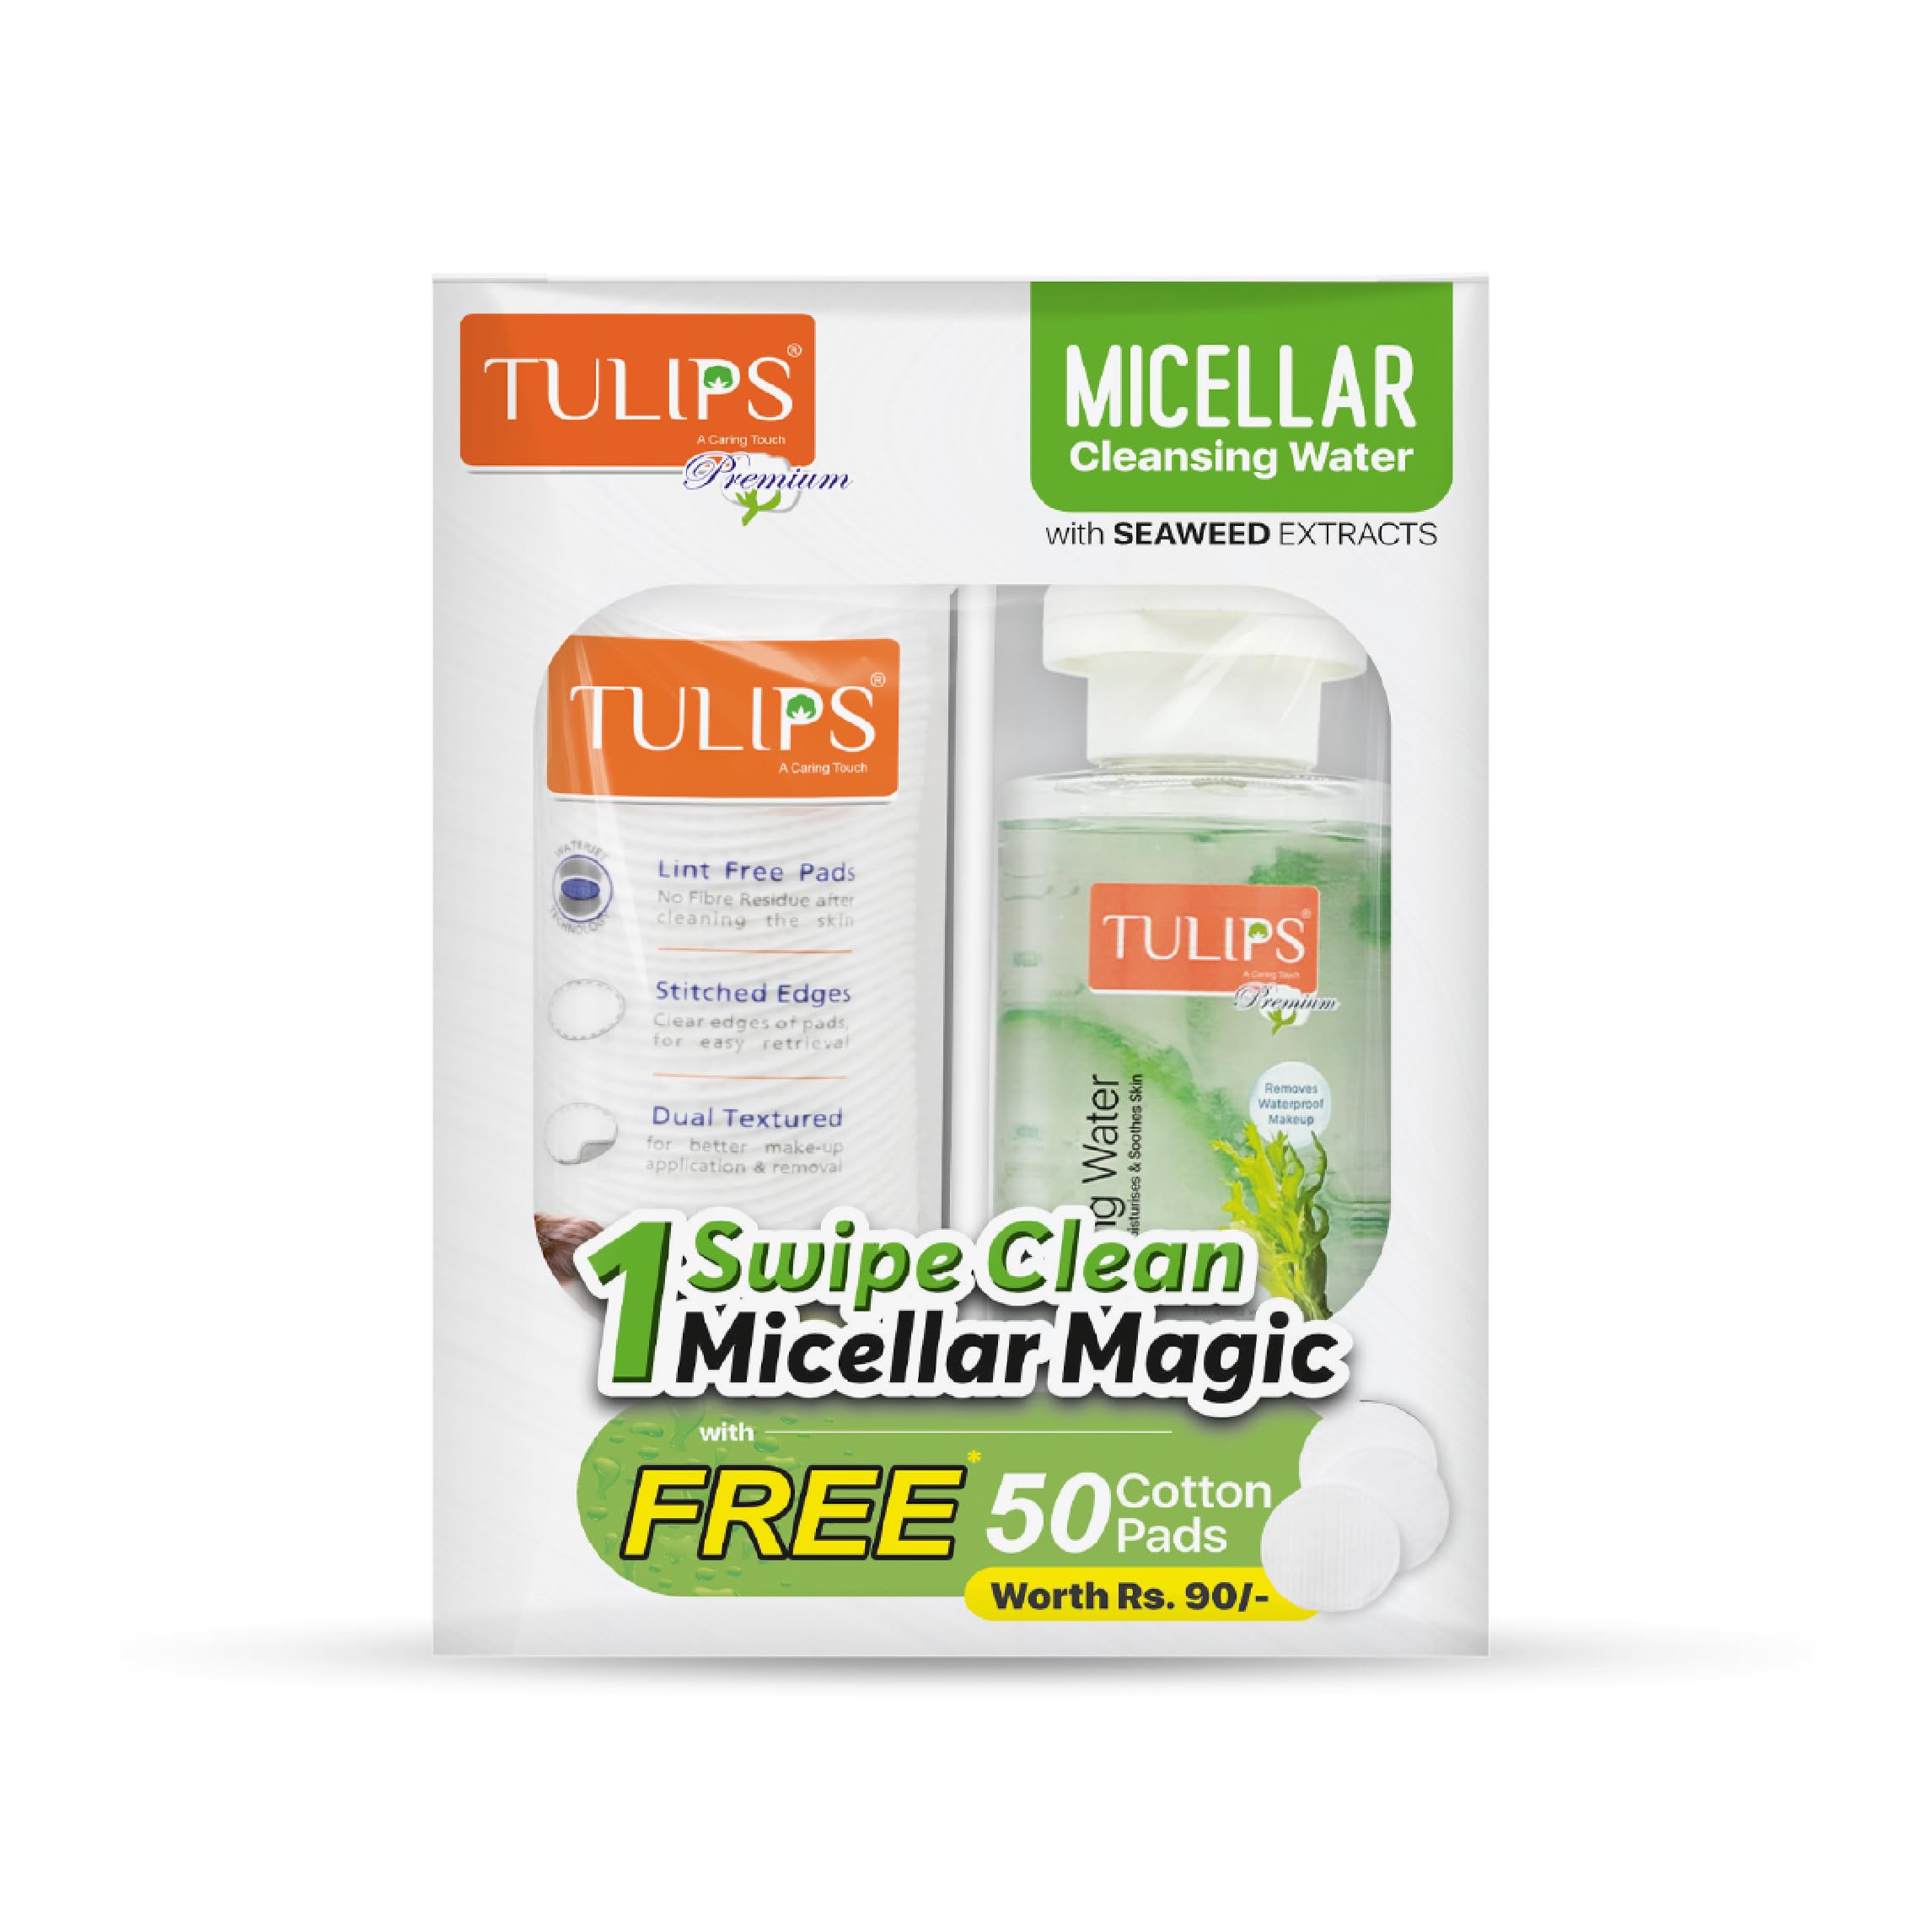 TULIPS®
A Caring Touch
Premium
MICELLAR
Cleansing Water
with SEAWEED EXTRACTS
TULIPS®
A Caring Touch
WATERJET
TECHNOLOGY
Lint Free Pads
No Fibre Residue after
cleaning the skin
Stitched Edges
Clear edges of pads,
for easy retrieval
Dual Textured
for better make-up
application & removal
TULIPS®
A Caring Touch
Premium
Removes
Waterproof
Makeup
ng Water
isturises & Soothes Skin
1 Swipe Clean
Micellar Magic
with
FREE* 50 Cotton
Pads
Worth Rs. 90/-